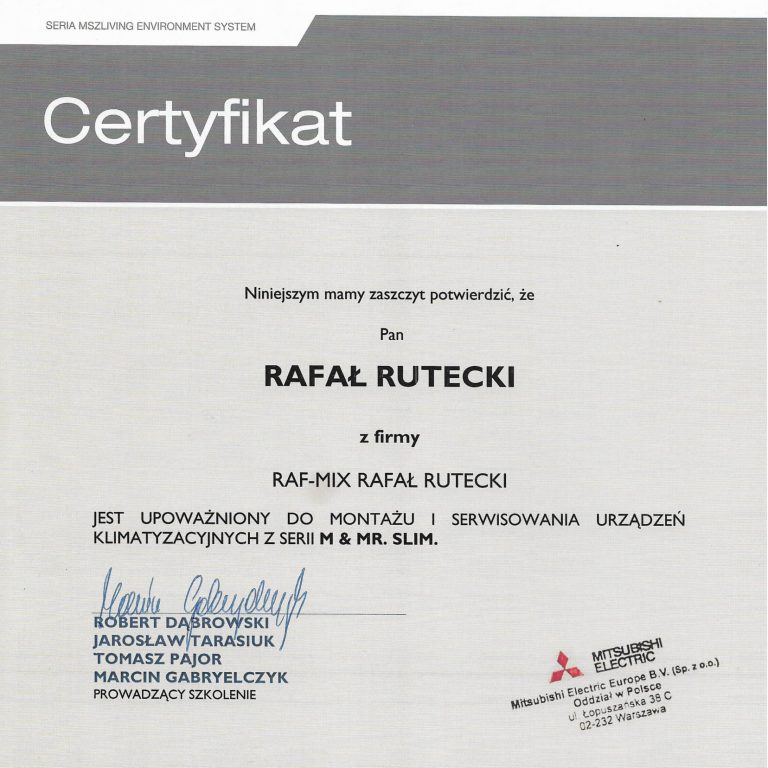 SERIA MSZLIVING ENVIRONMENT SYSTEM
Certyfikat
Niniejszym mamy zaszczyt potwierdzić, że
Pan
RAFAŁ RUTECKI
z firmy
RAF-MIX RAFAŁ RUTECKI
JEST UPOWAŻNIONY DO MONTAŻU I SERWISOWANIA URZĄDZEŃ
KLIMATYZACYJNYCH Z SERII M & MR. SLIM.
Marcin Gabryelczyk
ROBERT DĄBROWSKI
JAROSŁAW TARASIUK
TOMASZ PAJOR
MARCIN GABRYELCZYK
PROWADZĄCY SZKOLENIE
MITSUBISHI
ELECTRIC
Mitsubishi Electric Europe B.V. (Sp. z o.o.)
Oddział w Polsce
ul. Łopuszańska 38 C
02-232 Warszawa